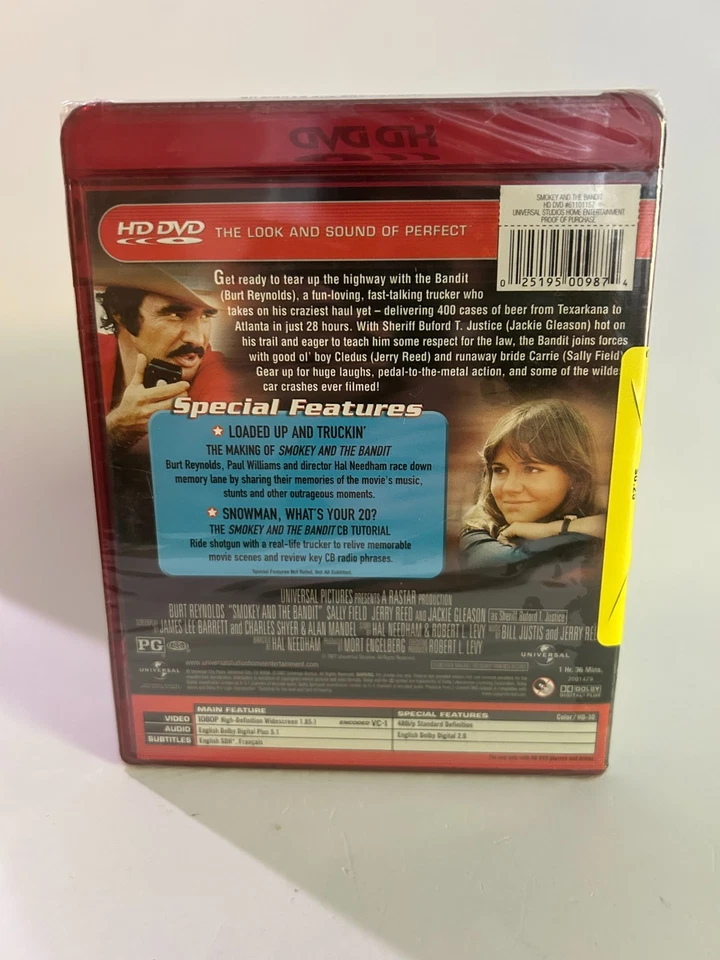 HD DVD
SMOKEY AND THE BANDIT
UNIVERSAL STUDIOS HOME ENTERTAINMENT
PROOF OF PURCHASE
0 25195 00987 4
HD DVD THE LOOK AND SOUND OF PERFECT™
Get ready to tear up the highway with the Bandit
(Burt Reynolds), a fun-loving, fast-talking trucker who
takes on his craziest haul yet – delivering 400 cases of beer from Texarkana to
Atlanta in just 28 hours. With Sheriff Buford T. Justice (Jackie Gleason) hot on
his trail and eager to teach him some respect for the law, the Bandit joins forces
with good ol' boy Cledus (Jerry Reed) and runaway bride Carrie (Sally Field)
Gear up for huge laughs, pedal-to-the-metal action, and some of the wilde
car crashes ever filmed!
Special Features
LOADED UP AND TRUCKIN'
THE MAKING OF SMOKEY AND THE BANDIT
Burt Reynolds, Paul Williams and director Hal Needham race down
memory lane by sharing their memories of the movie's music,
stunts and other outrageous moments.
SNOWMAN, WHAT'S YOUR 20?
THE SMOKEY AND THE BANDIT CB TUTORIAL
Ride shotgun with a real-life trucker to relive memorable
movie scenes and review key CB radio phrases.
Special Features Not Rated. Not All Subtitled.
UNIVERSAL PICTURES PRESENTS A RASTAR PRODUCTION
BURT REYNOLDS "SMOKEY AND THE BANDIT" SALLY FIELD JERRY REED AND JACKIE GLEASON as Sheriff Buford T. Justice
JAMES LEE BARRETT and CHARLES SHYER & ALAN MANDEL HAL NEEDHAM & ROBERT L. LEVY BILL JUSTIS and JERRY RE
HAL NEEDHAM MORT ENGELBERG ROBERT L. LEVY
PG
UNIVERSAL
www.universalstudioshomeentertainment.com
UNIVERSAL
1 Hr. 36 Mins.
DOLBY
DIGITAL PLUS
MAIN FEATURE SPECIAL FEATURES Color / HD-30
VIDEO 1080P High-Definition Widescreen 1.85:1 ENCODED VC-1 480i/p Standard Definition
AUDIO English Dolby Digital Plus 5.1 English Dolby Digital 2.0
SUBTITLES English SDH*, Français